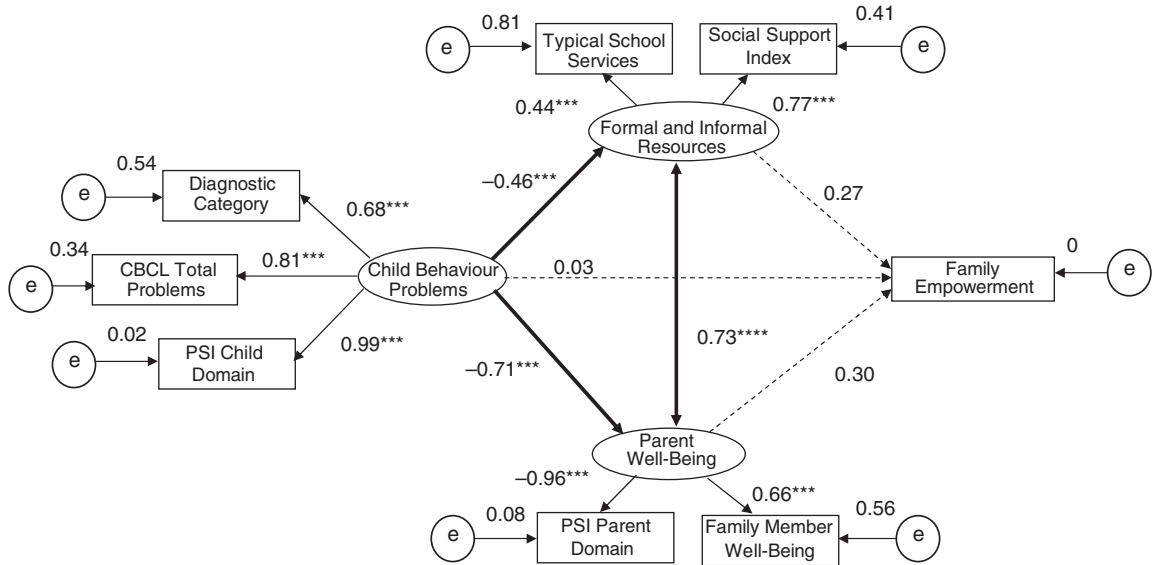 0.81
e
Typical School
Services
Social Support
Index
0.41
e
0.44***
0.77***
Formal and Informal
Resources
0.54
e
Diagnostic
Category
0.68***
–0.46***
0.27
0.34
e
CBCL Total
Problems
0.81***
Child Behaviour
Problems
0.03
Family
Empowerment
0
e
0.02
e
PSI Child
Domain
0.99***
–0.71***
0.73****
0.30
Parent
Well-Being
–0.96***
0.66***
0.08
e
PSI Parent
Domain
Family Member
Well-Being
0.56
e